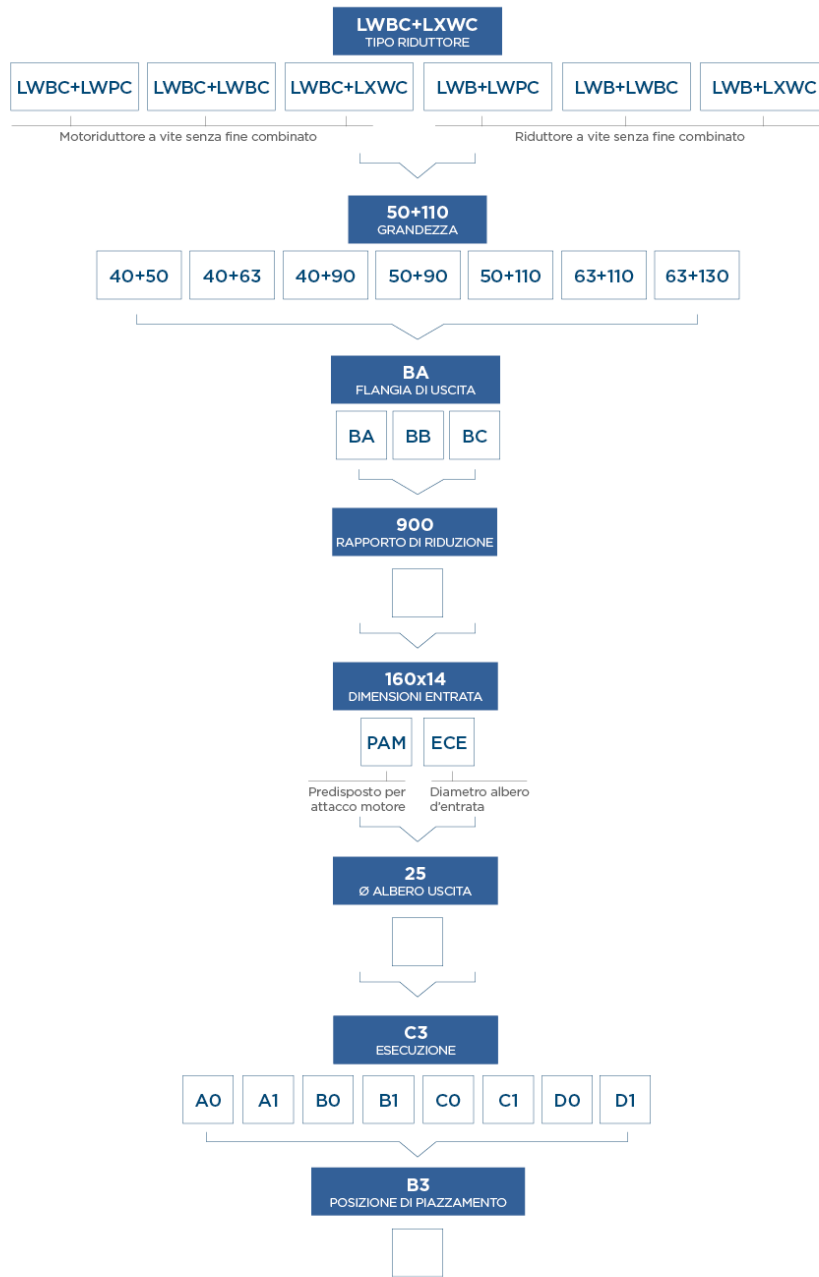 LWBC+LXWC
TIPO RIDUTTORE
LWBC+LWPC LWBC+LWBC LWBC+LXWC LWB+LWPC LWB+LWBC LWB+LXWC
Motoriduttore a vite senza fine combinato Riduttore a vite senza fine combinato
50+110
GRANDEZZA
40+50 40+63 40+90 50+90 50+110 63+110 63+130
BA
FLANGIA DI USCITA
BA BB BC
900
RAPPORTO DI RIDUZIONE
160x14
DIMENSIONI ENTRATA
PAM ECE
Predisposto per Diametro albero
attacco motore d'entrata
25
Ø ALBERO USCITA
C3
ESECUZIONE
A0 A1 B0 B1 C0 C1 D0 D1
B3
POSIZIONE DI PIAZZAMENTO